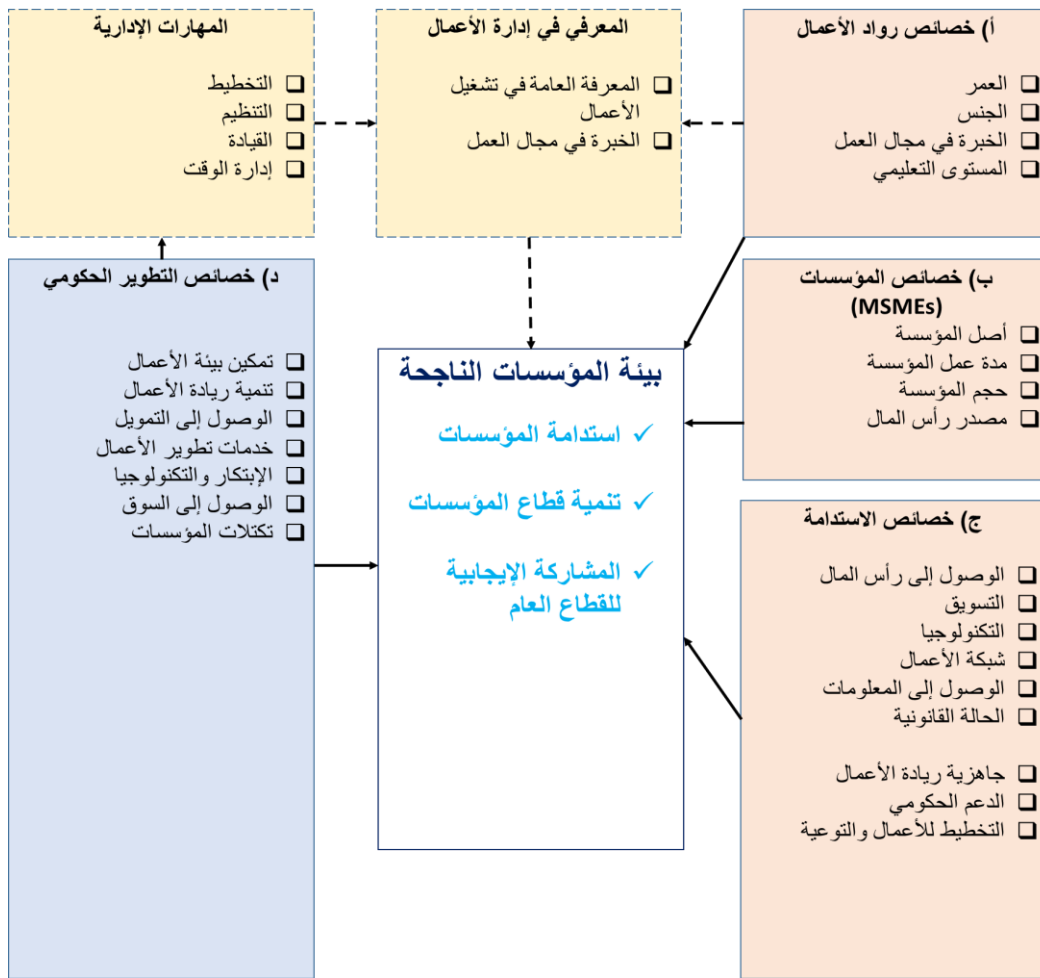 أ) خصائص رواد الأعمال
❑ العمر
❑ الجنس
❑ الخبرة في مجال العمل
❑ المستوى التعليمي
المعرفي في إدارة الأعمال
❑ المعرفة العامة في تشغيل
الأعمال
❑ الخبرة في مجال العمل
المهارات الإدارية
❑ التخطيط
❑ التنظيم
❑ القيادة
❑ إدارة الوقت
ب) خصائص المؤسسات
(MSMEs)
❑ أصل المؤسسة
❑ مدة عمل المؤسسة
❑ حجم المؤسسة
❑ مصدر رأس المال
ج) خصائص الاستدامة
❑ الوصول إلى رأس المال
❑ التسويق
❑ التكنولوجيا
❑ شبكة الأعمال
❑ الوصول إلى المعلومات
❑ الحالة القانونية
❑ جاهزية ريادة الأعمال
❑ الدعم الحكومي
❑ التخطيط للأعمال والتوعية
بيئة المؤسسات الناجحة
✓ استدامة المؤسسات
✓ تنمية قطاع المؤسسات
✓ المشاركة الإيجابية
للقطاع العام
د) خصائص التطوير الحكومي
❑ تمكين بيئة الأعمال
❑ تنمية ريادة الأعمال
❑ الوصول إلى التمويل
❑ خدمات تطوير الأعمال
❑ الإبتكار والتكنولوجيا
❑ الوصول إلى السوق
❑ تكتلات المؤسسات